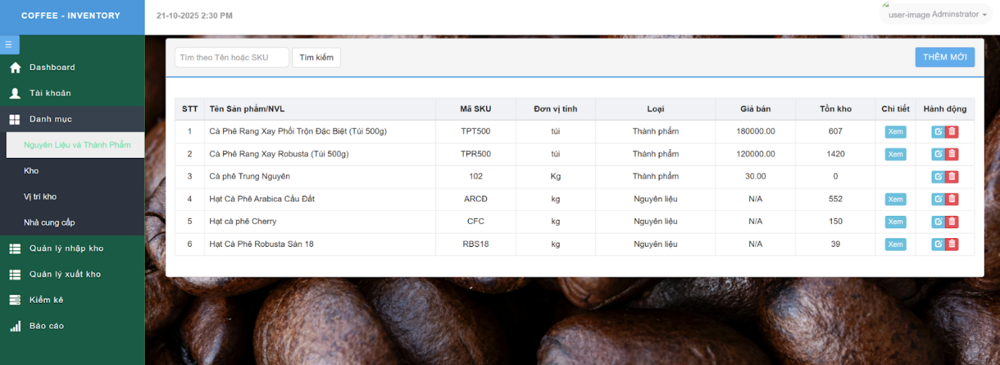 COFFEE - INVENTORY
21-10-2025 2:30 PM
user-image Adminstrator
Dashboard
Tài khoản
Danh mục
Nguyên Liệu và Thành Phẩm
Kho
Vị trí kho
Nhà cung cấp
Quản lý nhập kho
Quản lý xuất kho
Kiểm kê
Báo cáo
Tìm theo Tên hoặc SKU Tìm kiếm THÊM MỚI
STT Tên Sản phẩm/NVL Mã SKU Đơn vị tính Loại Giá bán Tồn kho Chi tiết Hành động
1 Cà Phê Rang Xay Phối Trộn Đặc Biệt (Túi 500g) TPT500 túi Thành phẩm 180000.00 607 Xem
2 Cà Phê Rang Xay Robusta (Túi 500g) TPR500 túi Thành phẩm 120000.00 1420 Xem
3 Cà phê Trung Nguyên 102 Kg Thành phẩm 30.00 0
4 Hạt Cà Phê Arabica Cầu Đất ARCĐ kg Nguyên liệu N/A 552 Xem
5 Hạt cà phê Cherry CFC kg Nguyên liệu N/A 150 Xem
6 Hạt Cà Phê Robusta Sàn 18 RBS18 kg Nguyên liệu N/A 39 Xem